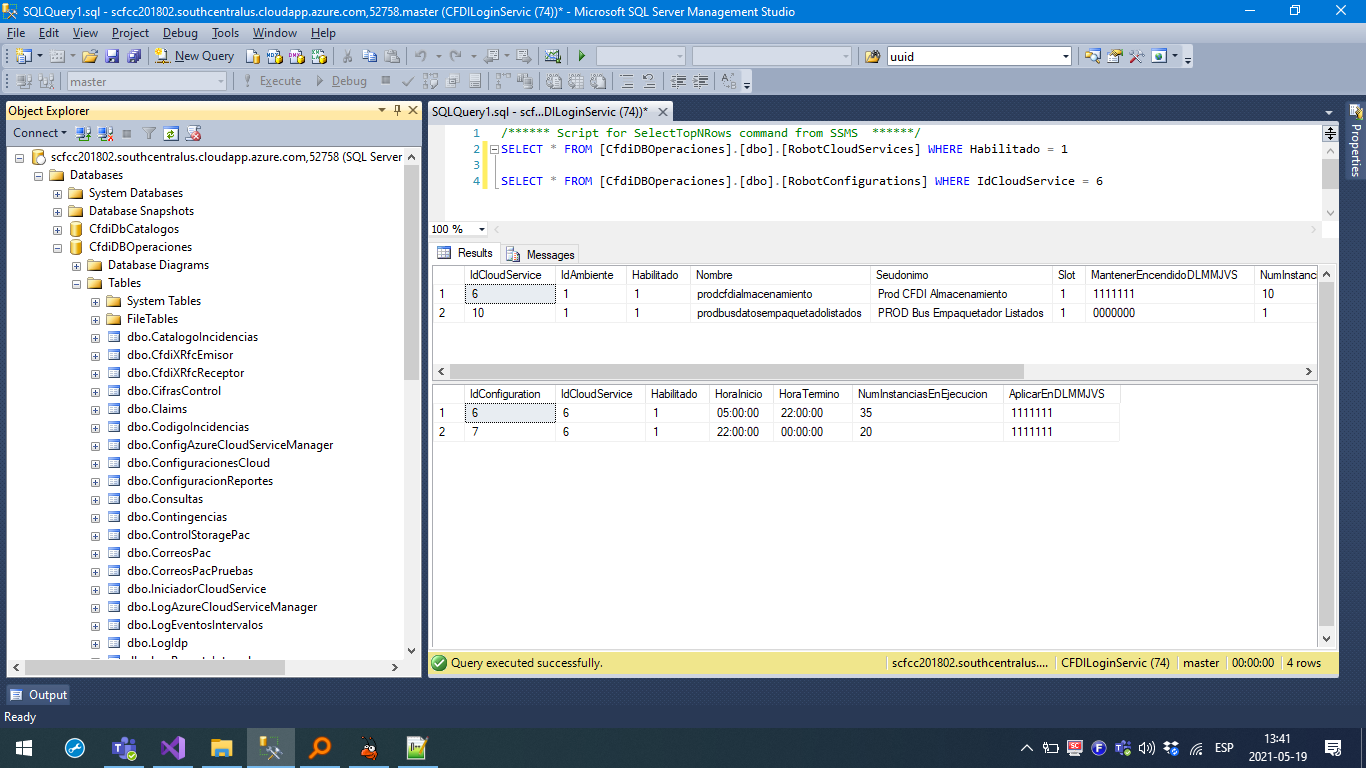 SQLQuery1.sql - scfcc201802.southcentralus.cloudapp.azure.com,52758.master (CFDILoginServic (74))* - Microsoft SQL Server Management Studio
File Edit View Project Debug Tools Window Help
New Query uuid
master Execute Debug
Object Explorer
Connect
scfcc201802.southcentralus.cloudapp.azure.com,52758 (SQL Server
Databases
System Databases
Database Snapshots
CfdiDbCatalogos
CfdiDBOperaciones
Database Diagrams
Tables
System Tables
FileTables
dbo.CatalogoIncidencias
dbo.CfdiXRfcEmisor
dbo.CfdiXRfcReceptor
dbo.CifrasControl
dbo.Claims
dbo.CodigoIncidencias
dbo.ConfigAzureCloudServiceManager
dbo.ConfiguracionesCloud
dbo.ConfiguracionReportes
dbo.Consultas
dbo.Contingencias
dbo.ControlStoragePac
dbo.CorreosPac
dbo.CorreosPacPruebas
dbo.IniciadorCloudService
dbo.LogAzureCloudServiceManager
dbo.LogEventosIntervalos
dbo.LogIdp
SQLQuery1.sql - scf...DILoginServic (74))*
1 /****** Script for SelectTopNRows command from SSMS ******/
2 SELECT * FROM [CfdiDBOperaciones].[dbo].[RobotCloudServices] WHERE Habilitado = 1
3
4 SELECT * FROM [CfdiDBOperaciones].[dbo].[RobotConfigurations] WHERE IdCloudService = 6
100 %
Results Messages
IdCloudService IdAmbiente Habilitado Nombre Seudonimo Slot MantenerEncendidoDLMMJVS NumInstanci
1 6 1 1 prodcfdialmacenamiento Prod CFDI Almacenamiento 1 1111111 10
2 10 1 1 prodbusdatosempaquetadolistados PROD Bus Empaquetador Listados 1 0000000 1
IdConfiguration IdCloudService Habilitado HoraInicio HoraTermino NumInstanciasEnEjecucion AplicarEnDLMMJVS
1 6 6 1 05:00:00 22:00:00 35 1111111
2 7 6 1 22:00:00 00:00:00 20 1111111
Query executed successfully. scfcc201802.southcentralus.... CFDILoginServic (74) master 00:00:00 4 rows
Properties
Output
Ready
ESP
13:41
2021-05-19